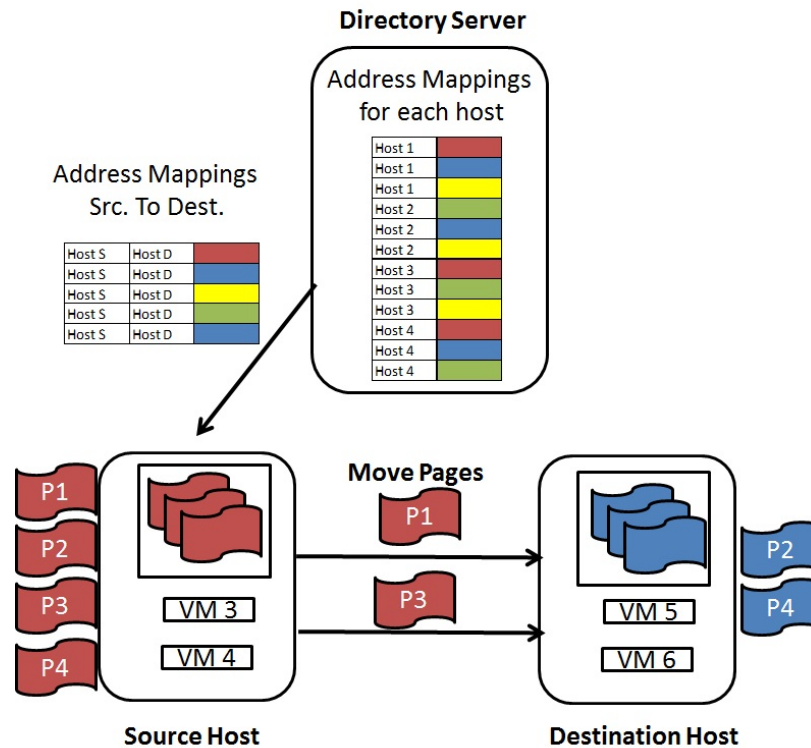 Directory Server
Address Mappings
for each host
Host 1
Host 1
Host 1
Host 2
Host 2
Host 2
Host 3
Host 3
Host 3
Host 4
Host 4
Host 4
Address Mappings
Src. To Dest.
Host S Host D
Host S Host D
Host S Host D
Host S Host D
Host S Host D
P1
P2
P3
P4
VM 3
VM 4
Source Host
Move Pages
P1
P3
VM 5
VM 6
P2
P4
Destination Host